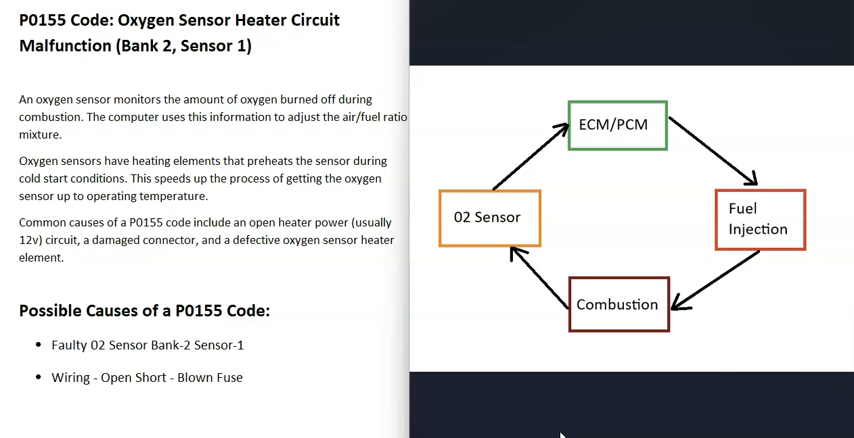 P0155 Code: Oxygen Sensor Heater Circuit
Malfunction (Bank 2, Sensor 1)
An oxygen sensor monitors the amount of oxygen burned off during
combustion. The computer uses this information to adjust the air/fuel ratio
mixture.
Oxygen sensors have heating elements that preheats the sensor during
cold start conditions. This speeds up the process of getting the oxygen
sensor up to operating temperature.
Common causes of a P0155 code include an open heater power (usually
12v) circuit, a damaged connector, and a defective oxygen sensor heater
element.
Possible Causes of a P0155 Code:
• Faulty 02 Sensor Bank-2 Sensor-1
• Wiring - Open Short - Blown Fuse
ECM/PCM
02 Sensor
Fuel
Injection
Combustion